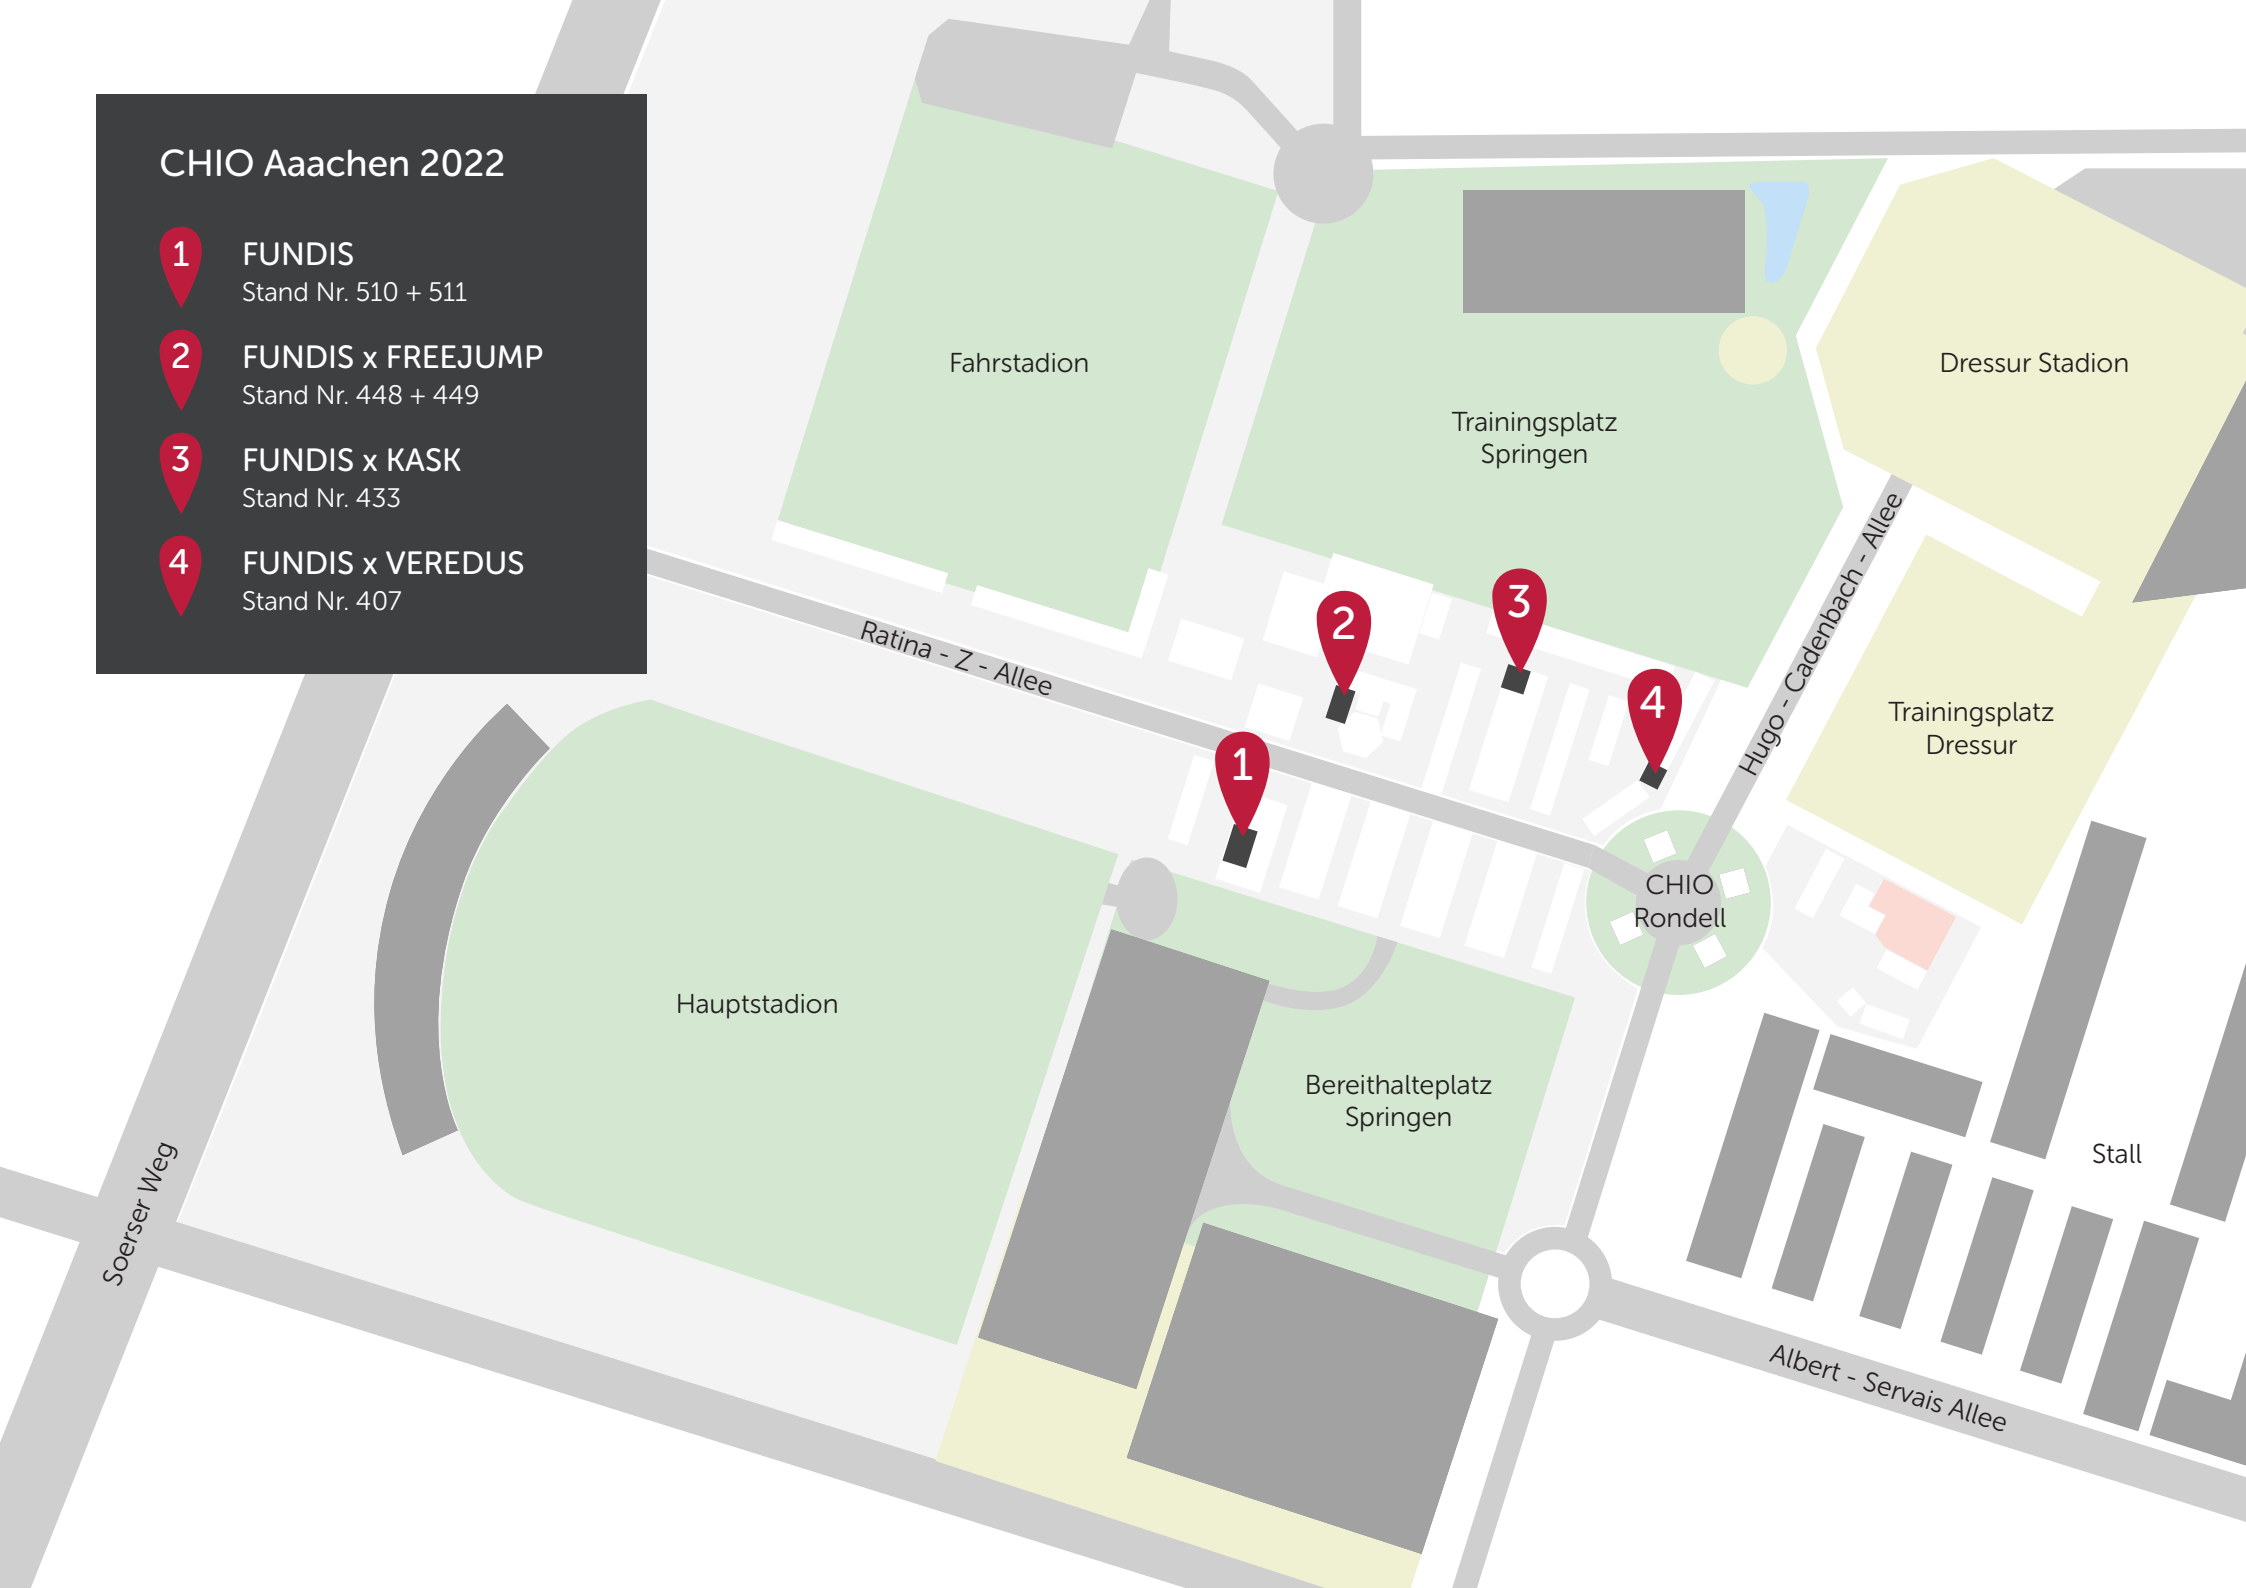 CHIO Aaachen 2022
1
FUNDIS
Stand Nr. 510 + 511
2
FUNDIS x FREEJUMP
Stand Nr. 448 + 449
3
FUNDIS x KASK
Stand Nr. 433
4
FUNDIS x VEREDUS
Stand Nr. 407
Fahrstadion
Trainingsplatz
Springen
Dressur Stadion
Hugo - Cadenbach - Allee
Ratina - Z - Allee
2
3
4
1
Trainingsplatz
Dressur
CHIO
Rondell
Hauptstadion
Bereithalteplatz
Springen
Stall
Soerser Weg
Albert - Servais Allee